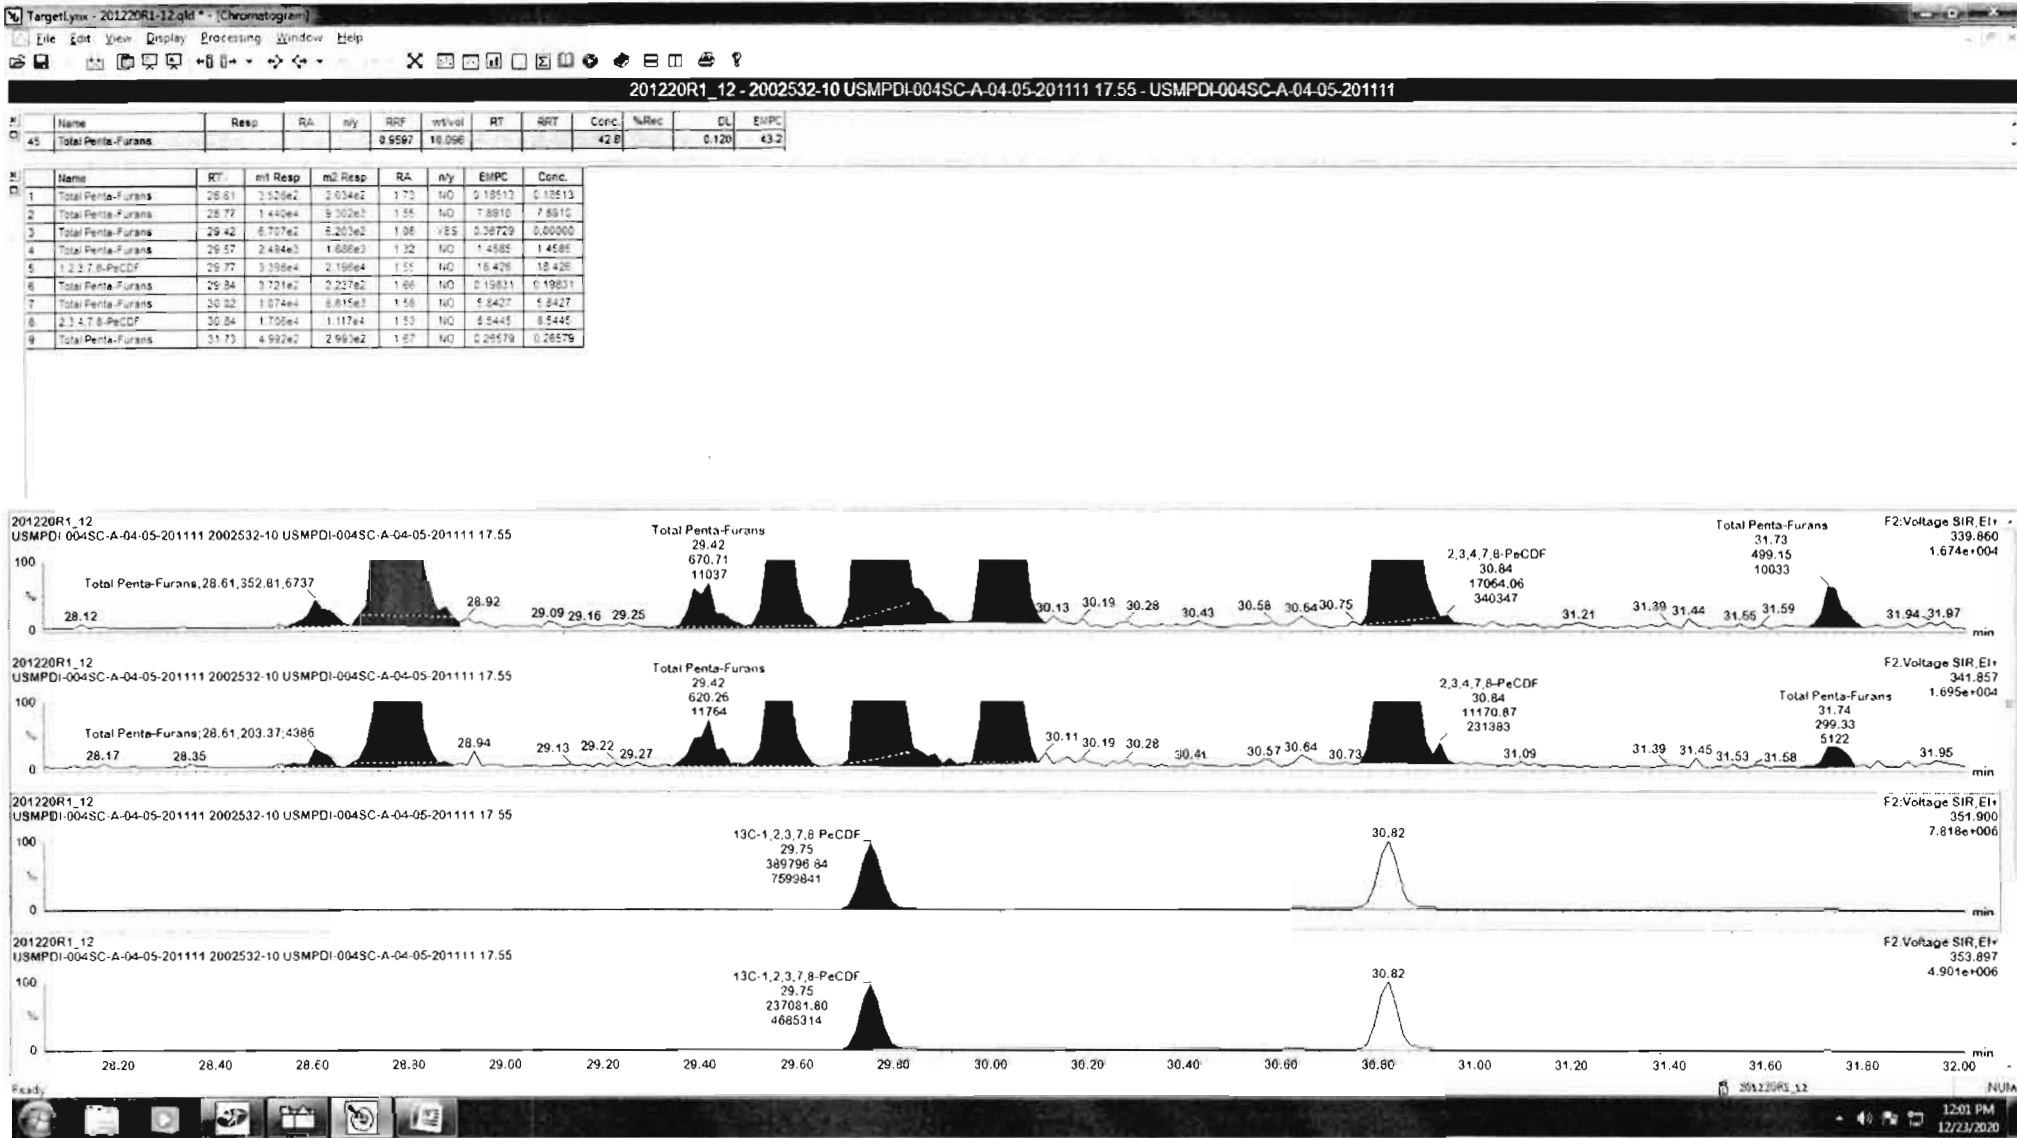 TargetLynx - 201220R1-12.qld * - [Chromatogram]
File Edit View Display Processing Window Help
201220R1_12 - 2002532-10 USMPDI-004SC-A-04-05-201111 17.55 - USMPDI-004SC-A-04-05-201111
Name Resp RA n/y RRF wt/vol RT RRT Conc. %Rec DL EMPC
45 Total Penta-Furans 0.9597 10.096 42.8 0.120 43.2
Name RT m1 Resp m2 Resp RA n/y EMPC Conc.
1 Total Penta-Furans 28.61 3.528e2 2.034e2 1.73 NO 0.18513 0.18513
2 Total Penta-Furans 28.77 1.440e4 9.302e3 1.55 NO 7.8910 7.8910
3 Total Penta-Furans 29.42 6.707e2 6.203e2 1.08 YES 0.36729 0.00000
4 Total Penta-Furans 29.57 1.32 NO 1.4585 1.4585
5 1,2,3,7,8-PeCDF 29.77 1.55 NO 18.426 18.426
6 Total Penta-Furans 29.84 3.721e2 2.237e2 1.66 NO 0.19831 0.19831
7 Total Penta-Furans 1.074e4 6.815e3 1.58 NO 5.8427 5.8427
8 2,3,4,7,8-PeCDF 30.84 1.706e4 1.117e4 1.53 NO
9 Total Penta-Furans 31.73 4.992e2 2.993e2 1.67 NO 0.26579 0.26579
201220R1_12
USMPDI-004SC-A-04-05-201111 2002532-10 USMPDI-004SC-A-04-05-201111 17.55
F2:Voltage SIR,EI+
339.860
1.674e+004
Total Penta-Furans
29.42
670.71
11037
2,3,4,7,8-PeCDF
30.84
17064.06
340347
Total Penta-Furans
31.73
499.15
10033
100
%
0
Total Penta-Furans,28.61,352.81,6737
28.12 28.92 29.09 29.16 29.25 30.13 30.19 30.28 30.43 30.58 30.64 30.75 31.21 31.39 31.44 31.55 31.59 31.94 31.97
min
201220R1_12
USMPDI-004SC-A-04-05-201111 2002532-10 USMPDI-004SC-A-04-05-201111 17.55
F2:Voltage SIR,EI+
341.857
1.695e+004
Total Penta-Furans
29.42
620.26
11764
2,3,4,7,8-PeCDF
30.84
11170.87
231383
Total Penta-Furans
31.74
299.33
5122
100
%
0
Total Penta-Furans;28.61;203.37;4386
28.17 28.35 28.94 29.13 29.22 29.27 30.11 30.19 30.28 30.41 30.57 30.64 30.73 31.09 31.39 31.45 31.53 31.58 31.95
min
201220R1_12
USMPDI-004SC-A-04-05-201111 2002532-10 USMPDI-004SC-A-04-05-201111 17.55
F2:Voltage SIR,EI+
351.900
7.818e+006
13C-1,2,3,7,8-PeCDF
29.75
389796.84
7599841
30.82
100
%
0
min
201220R1_12
USMPDI-004SC-A-04-05-201111 2002532-10 USMPDI-004SC-A-04-05-201111 17.55
F2:Voltage SIR,EI+
353.897
4.901e+006
13C-1,2,3,7,8-PeCDF
29.75
237081.80
4685314
30.82
100
%
0
min
28.20 28.40 28.60 28.80 29.00 29.20 29.40 29.60 29.80 30.00 30.20 30.40 30.60 30.80 31.00 31.20 31.40 31.60 31.80 32.00
Ready 201220R1_12 NUM
12:01 PM
12/23/2020